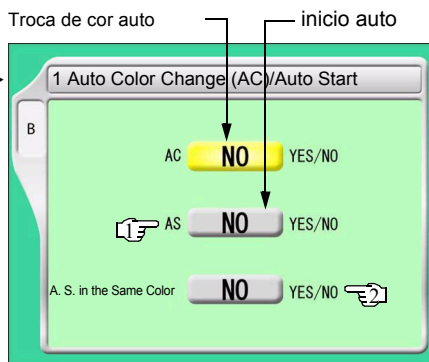 Troca de cor auto
inicio auto
1 Auto Color Change (AC)/Auto Start
B
AC NO YES/NO
1 AS NO YES/NO
A. S. in the Same Color NO YES/NO 2